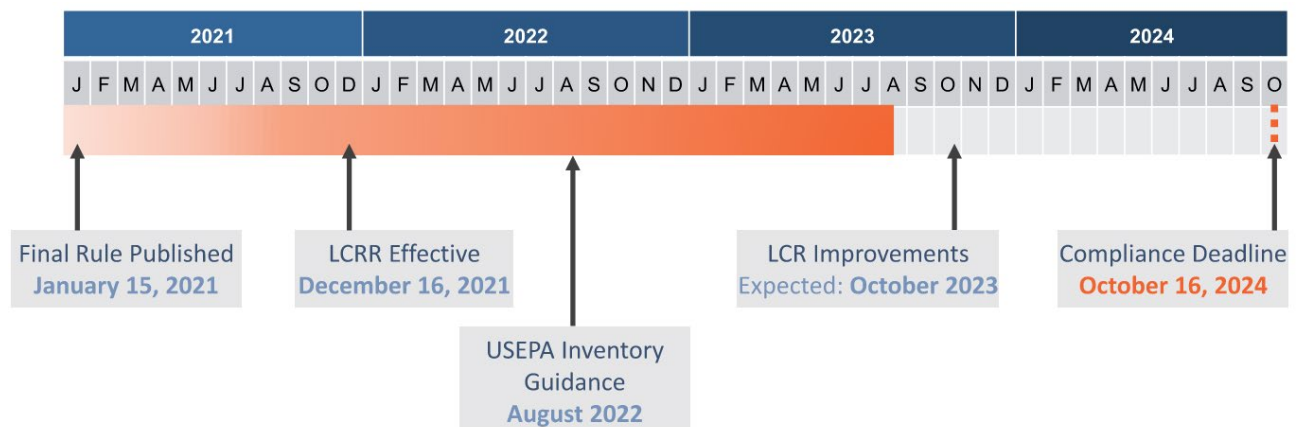 2021 2022 2023 2024
J F M A M J J A S O D J F M A M J J A S O N D J F M A M J J A S O N D J F M A M J J A S O
Final Rule Published
January 15, 2021
LCRR Effective
December 16, 2021
USEPA Inventory
Guidance
August 2022
LCR Improvements
Expected: October 2023
Compliance Deadline
October 16, 2024